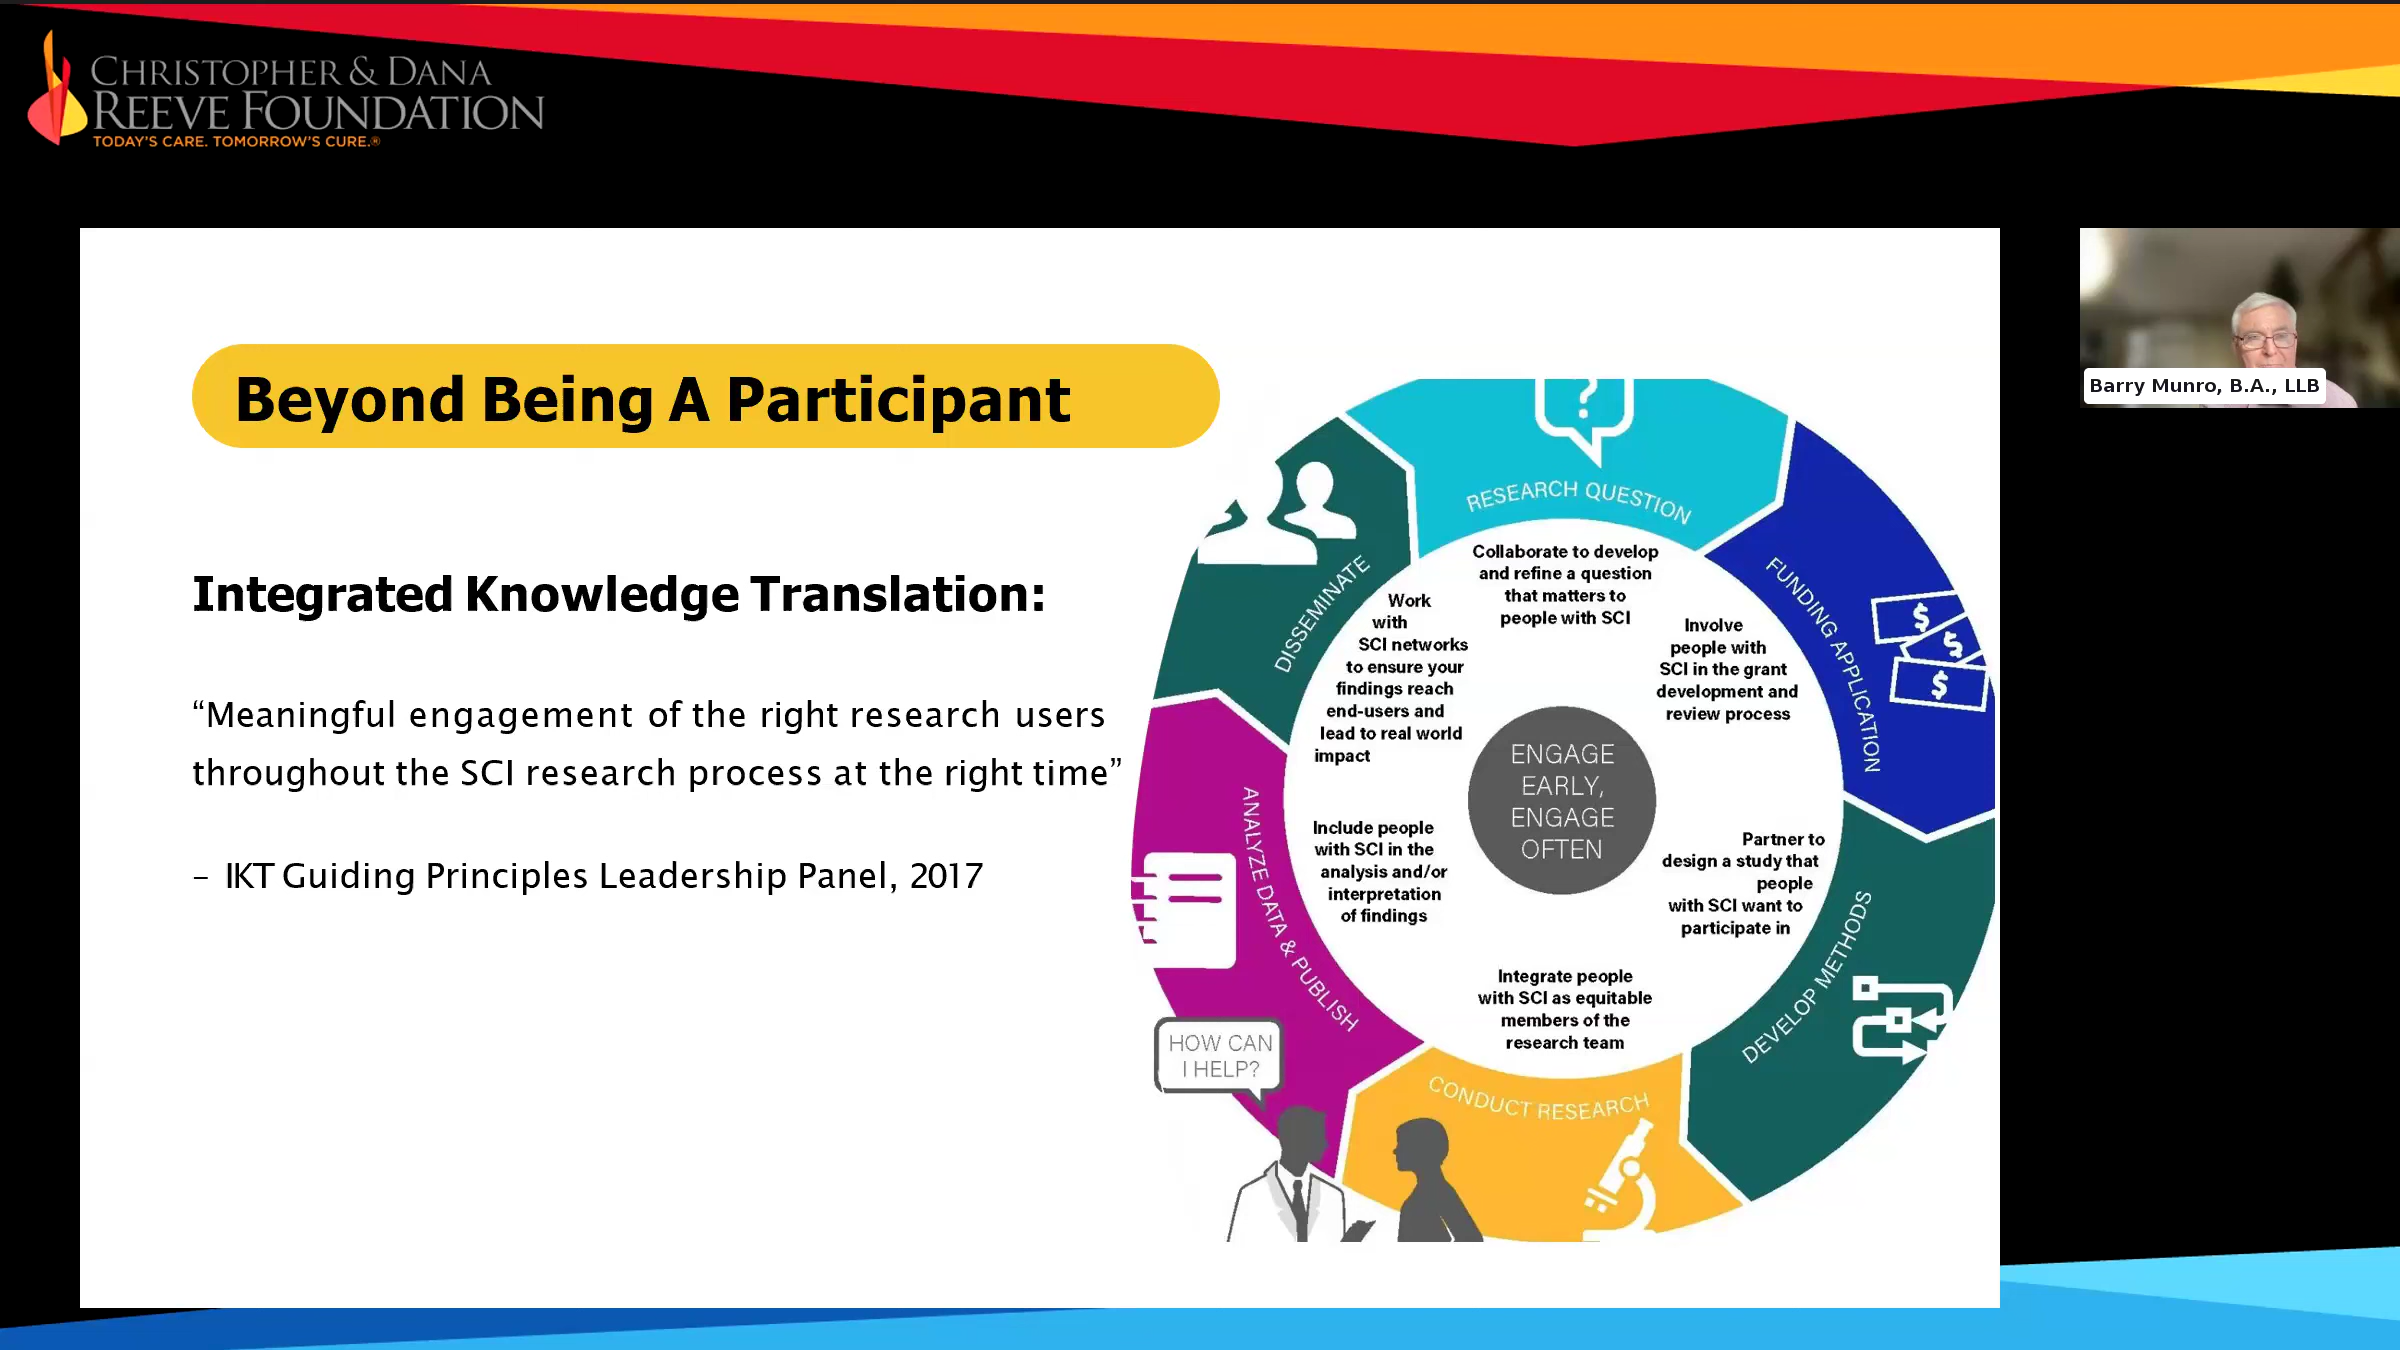 CHRISTOPHER & DANA
REEVE FOUNDATION
TODAY'S CARE. TOMORROW'S CURE.®
Barry Munro, B.A., LLB
Beyond Being A Participant
Integrated Knowledge Translation:
“Meaningful engagement of the right research users
throughout the SCI research process at the right time”
– IKT Guiding Principles Leadership Panel, 2017
?
RESEARCH QUESTION
Collaborate to develop
and refine a question
that matters to
people with SCI
FUNDING APPLICATION
$
$
$
Involve
people with
SCI in the grant
development and
review process
DEVELOP METHODS
Partner to
design a study that
people
with SCI want to
participate in
CONDUCT RESEARCH
Integrate people
with SCI as equitable
members of the
research team
ANALYZE DATA & PUBLISH
Include people
with SCI in the
analysis and/or
interpretation
of findings
DISSEMINATE
Work
with
SCI networks
to ensure your
findings reach
end-users and
lead to real world
impact
ENGAGE
EARLY,
ENGAGE
OFTEN
HOW CAN
I HELP?